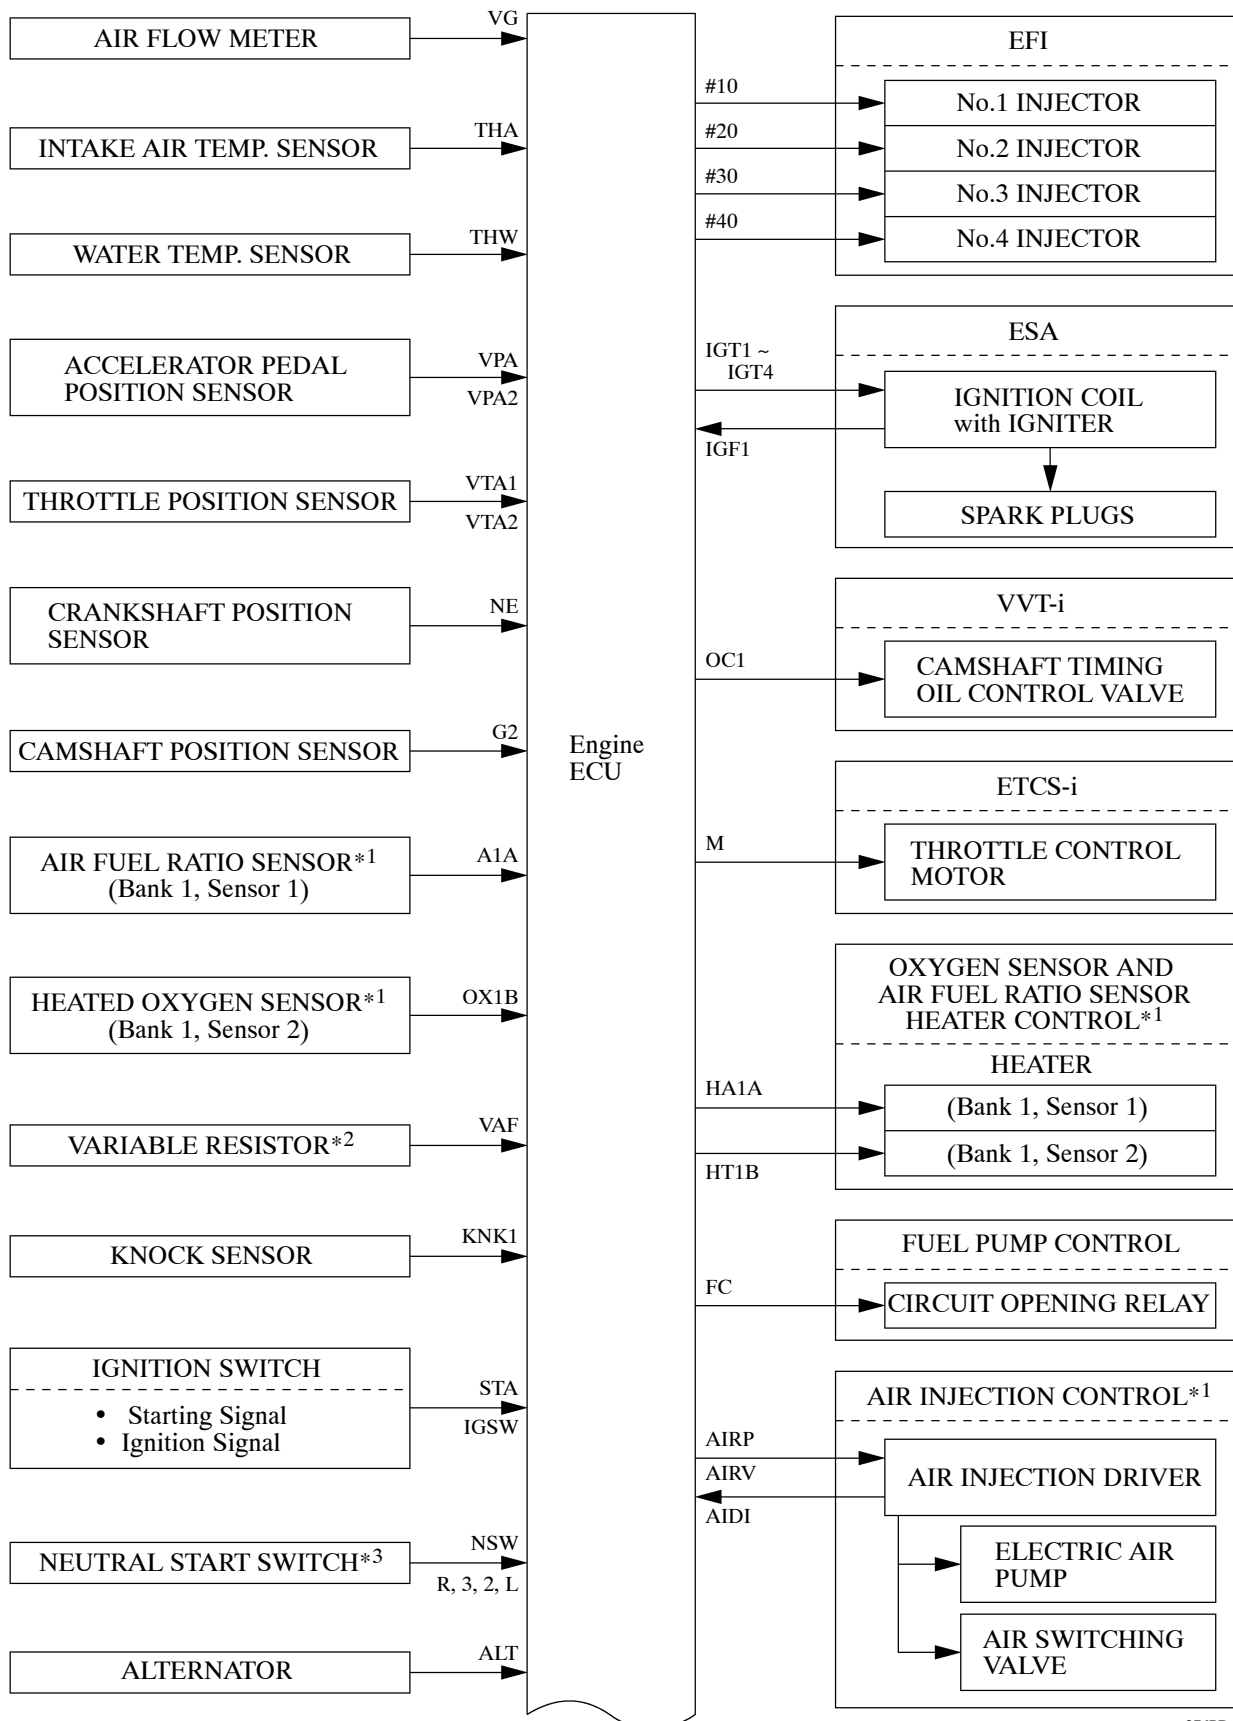 VG
AIR FLOW METER
THA
INTAKE AIR TEMP. SENSOR
THW
WATER TEMP. SENSOR
ACCELERATOR PEDAL
POSITION SENSOR
VPA
VPA2
THROTTLE POSITION SENSOR
VTA1
VTA2
CRANKSHAFT POSITION
SENSOR
NE
CAMSHAFT POSITION SENSOR
G2
AIR FUEL RATIO SENSOR*1
(Bank 1, Sensor 1)
A1A
HEATED OXYGEN SENSOR*1
(Bank 1, Sensor 2)
OX1B
VARIABLE RESISTOR*2
VAF
KNOCK SENSOR
KNK1
IGNITION SWITCH
• Starting Signal
• Ignition Signal
STA
IGSW
NEUTRAL START SWITCH*3
NSW
R, 3, 2, L
ALTERNATOR
ALT
Engine
ECU
EFI
#10
No.1 INJECTOR
#20
No.2 INJECTOR
#30
No.3 INJECTOR
#40
No.4 INJECTOR
ESA
IGT1 ~
IGT4
IGNITION COIL
with IGNITER
IGF1
SPARK PLUGS
VVT-i
OC1
CAMSHAFT TIMING
OIL CONTROL VALVE
ETCS-i
M
THROTTLE CONTROL
MOTOR
OXYGEN SENSOR AND
AIR FUEL RATIO SENSOR
HEATER CONTROL*1
HEATER
HA1A
(Bank 1, Sensor 1)
(Bank 1, Sensor 2)
HT1B
FUEL PUMP CONTROL
FC
CIRCUIT OPENING RELAY
AIR INJECTION CONTROL*1
AIRP
AIRV
AIR INJECTION DRIVER
AIDI
ELECTRIC AIR
PUMP
AIR SWITCHING
VALVE